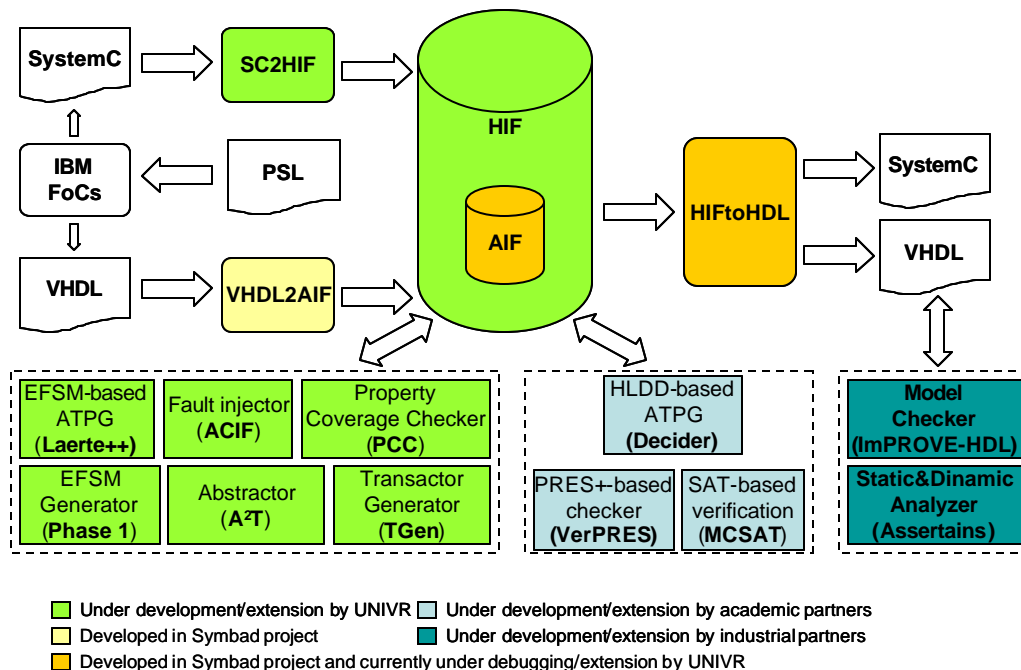 SystemC
SC2HIF
HIF
IBM
FoCs
PSL
HIFtoHDL
SystemC
AIF
VHDL
VHDL2AIF
VHDL
EFSM-based
ATPG
(Laerte++)
Fault injector
(ACIF)
Property
Coverage Checker
(PCC)
EFSM
Generator
(Phase 1)
Abstractor
(A²T)
Transactor
Generator
(TGen)
HLDD-based
ATPG
(Decider)
PRES+-based
checker
(VerPRES)
SAT-based
verification
(MCSAT)
Model
Checker
(ImPROVE-HDL)
Static&Dinamic
Analyzer
(Assertains)
Under development/extension by UNIVR
Under development/extension by academic partners
Developed in Symbad project
Under development/extension by industrial partners
Developed in Symbad project and currently under debugging/extension by UNIVR